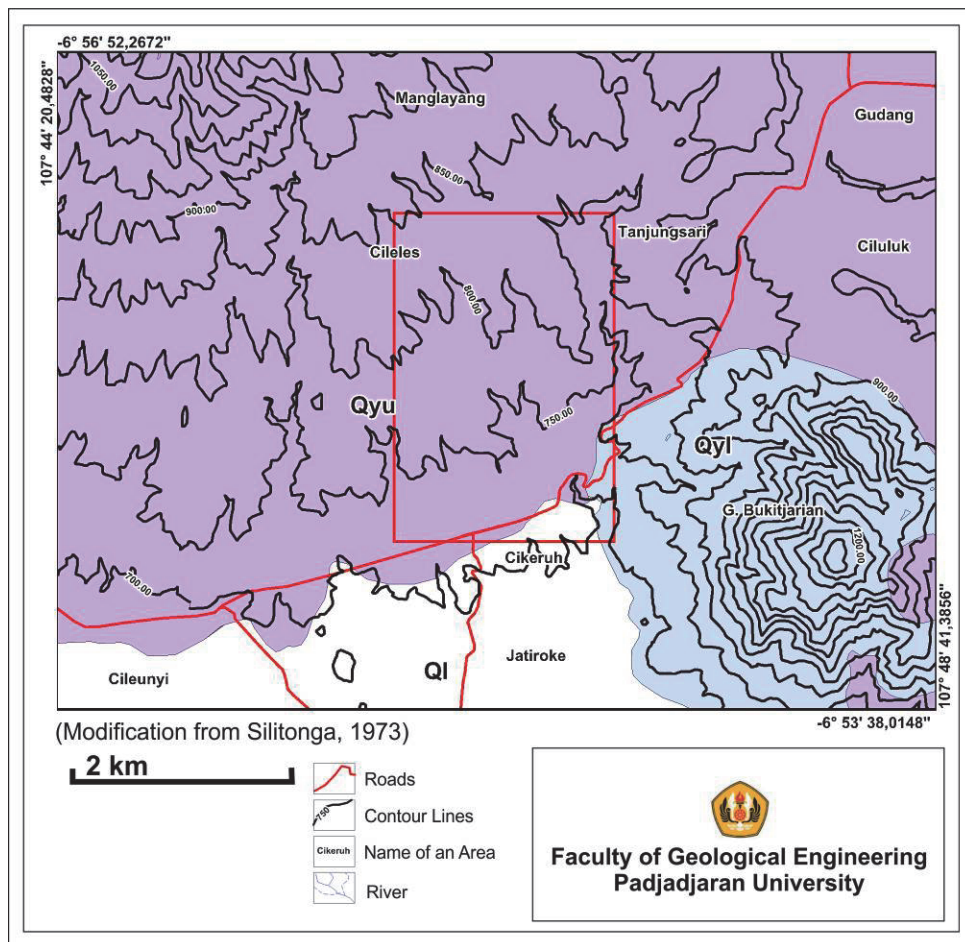 -6° 56' 52,2672"
107° 44' 20,4828"
1050.00
Manglayang
Gudang
850.00
900.00
Tanjungsari
Cileles
Ciluluk
800.00
Qyu
750.00
900.00
Qyl
G. Bukitjarian
1200.00
Cikeruh
700.00
Jatiroke
Ql
Cileunyi
107° 48' 41,3856"
-6° 53' 38,0148"
(Modification from Silitonga, 1973)
2 km
Roads
750
Contour Lines
Cikeruh
Name of an Area
River
Faculty of Geological Engineering
Padjadjaran University